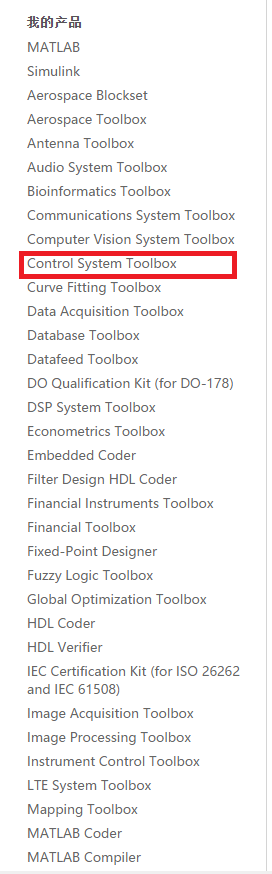 我的产品
MATLAB
Simulink
Aerospace Blockset
Aerospace Toolbox
Antenna Toolbox
Audio System Toolbox
Bioinformatics Toolbox
Communications System Toolbox
Computer Vision System Toolbox
Control System Toolbox
Curve Fitting Toolbox
Data Acquisition Toolbox
Database Toolbox
Datafeed Toolbox
DO Qualification Kit (for DO-178)
DSP System Toolbox
Econometrics Toolbox
Embedded Coder
Filter Design HDL Coder
Financial Instruments Toolbox
Financial Toolbox
Fixed-Point Designer
Fuzzy Logic Toolbox
Global Optimization Toolbox
HDL Coder
HDL Verifier
IEC Certification Kit (for ISO 26262
and IEC 61508)
Image Acquisition Toolbox
Image Processing Toolbox
Instrument Control Toolbox
LTE System Toolbox
Mapping Toolbox
MATLAB Coder
MATLAB Compiler